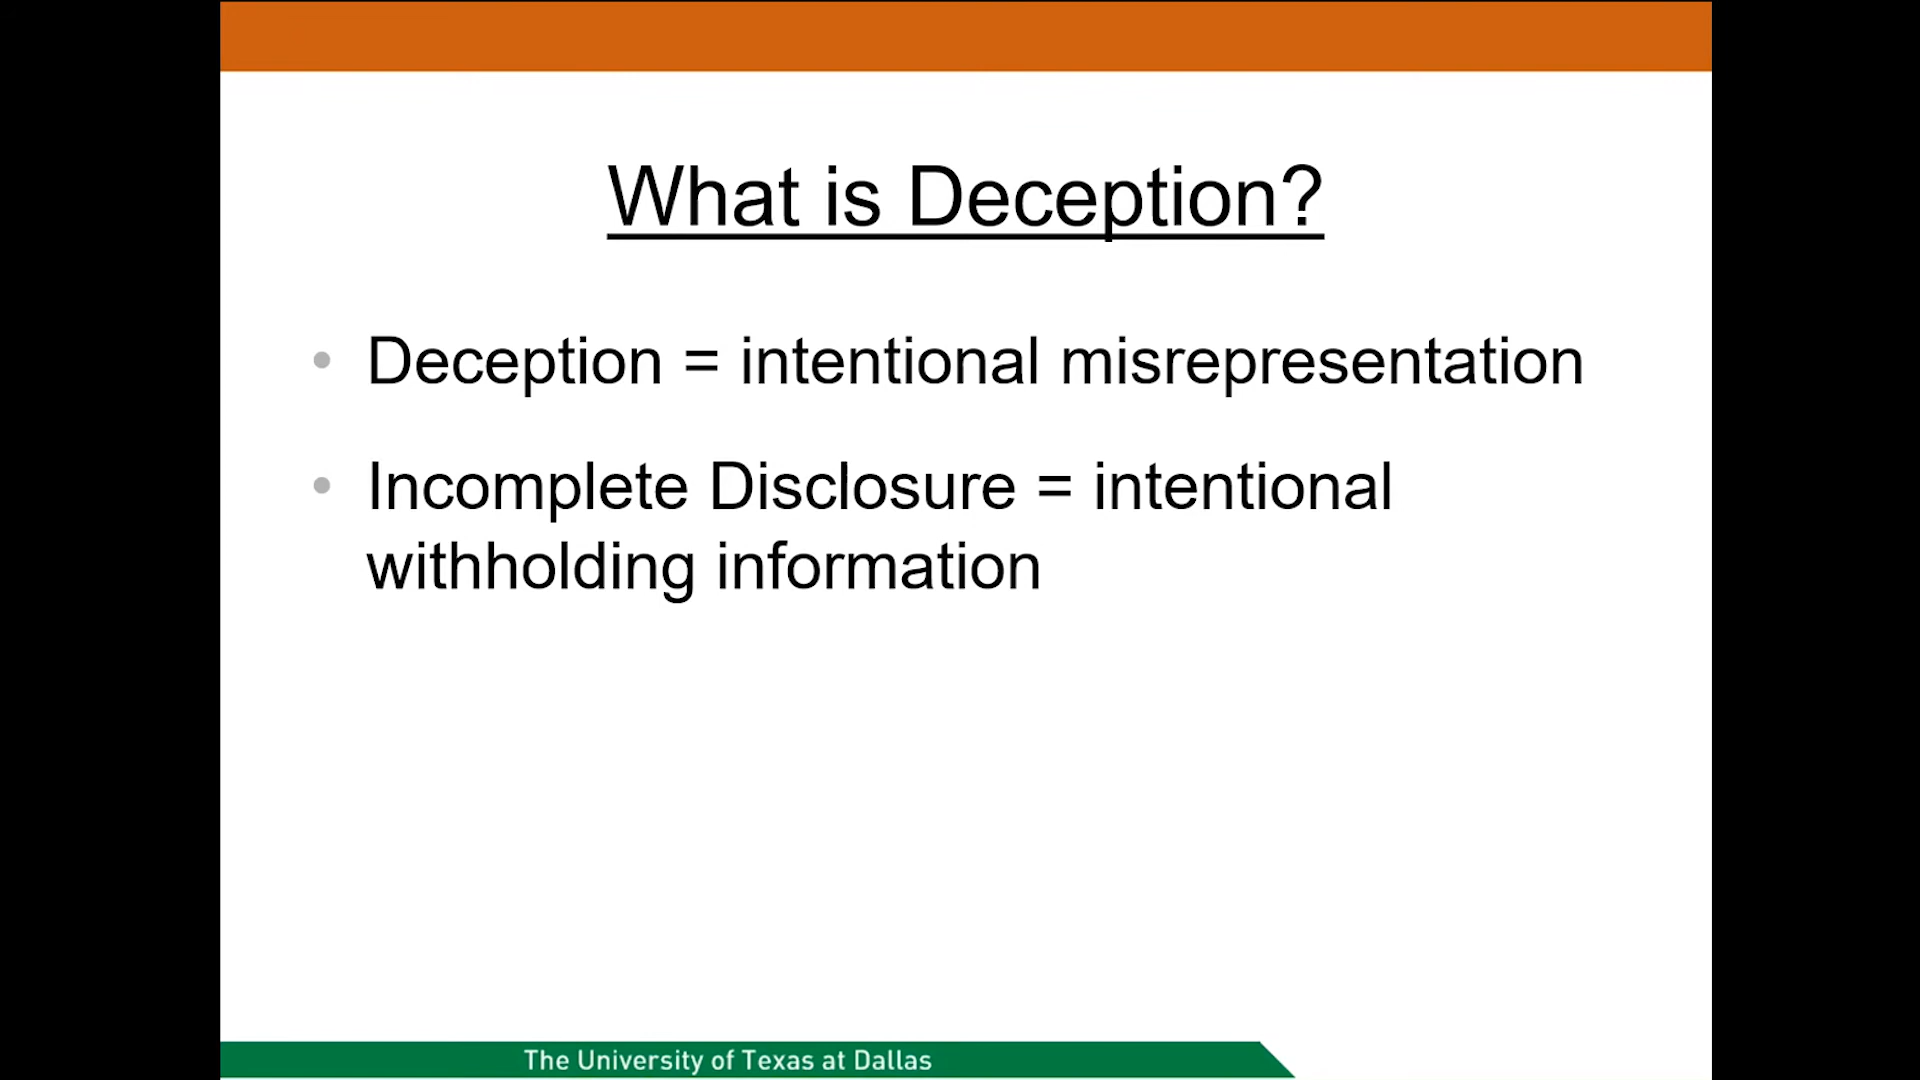 What is Deception?
• Deception = intentional misrepresentation
• Incomplete Disclosure = intentional
withholding information
The University of Texas at Dallas